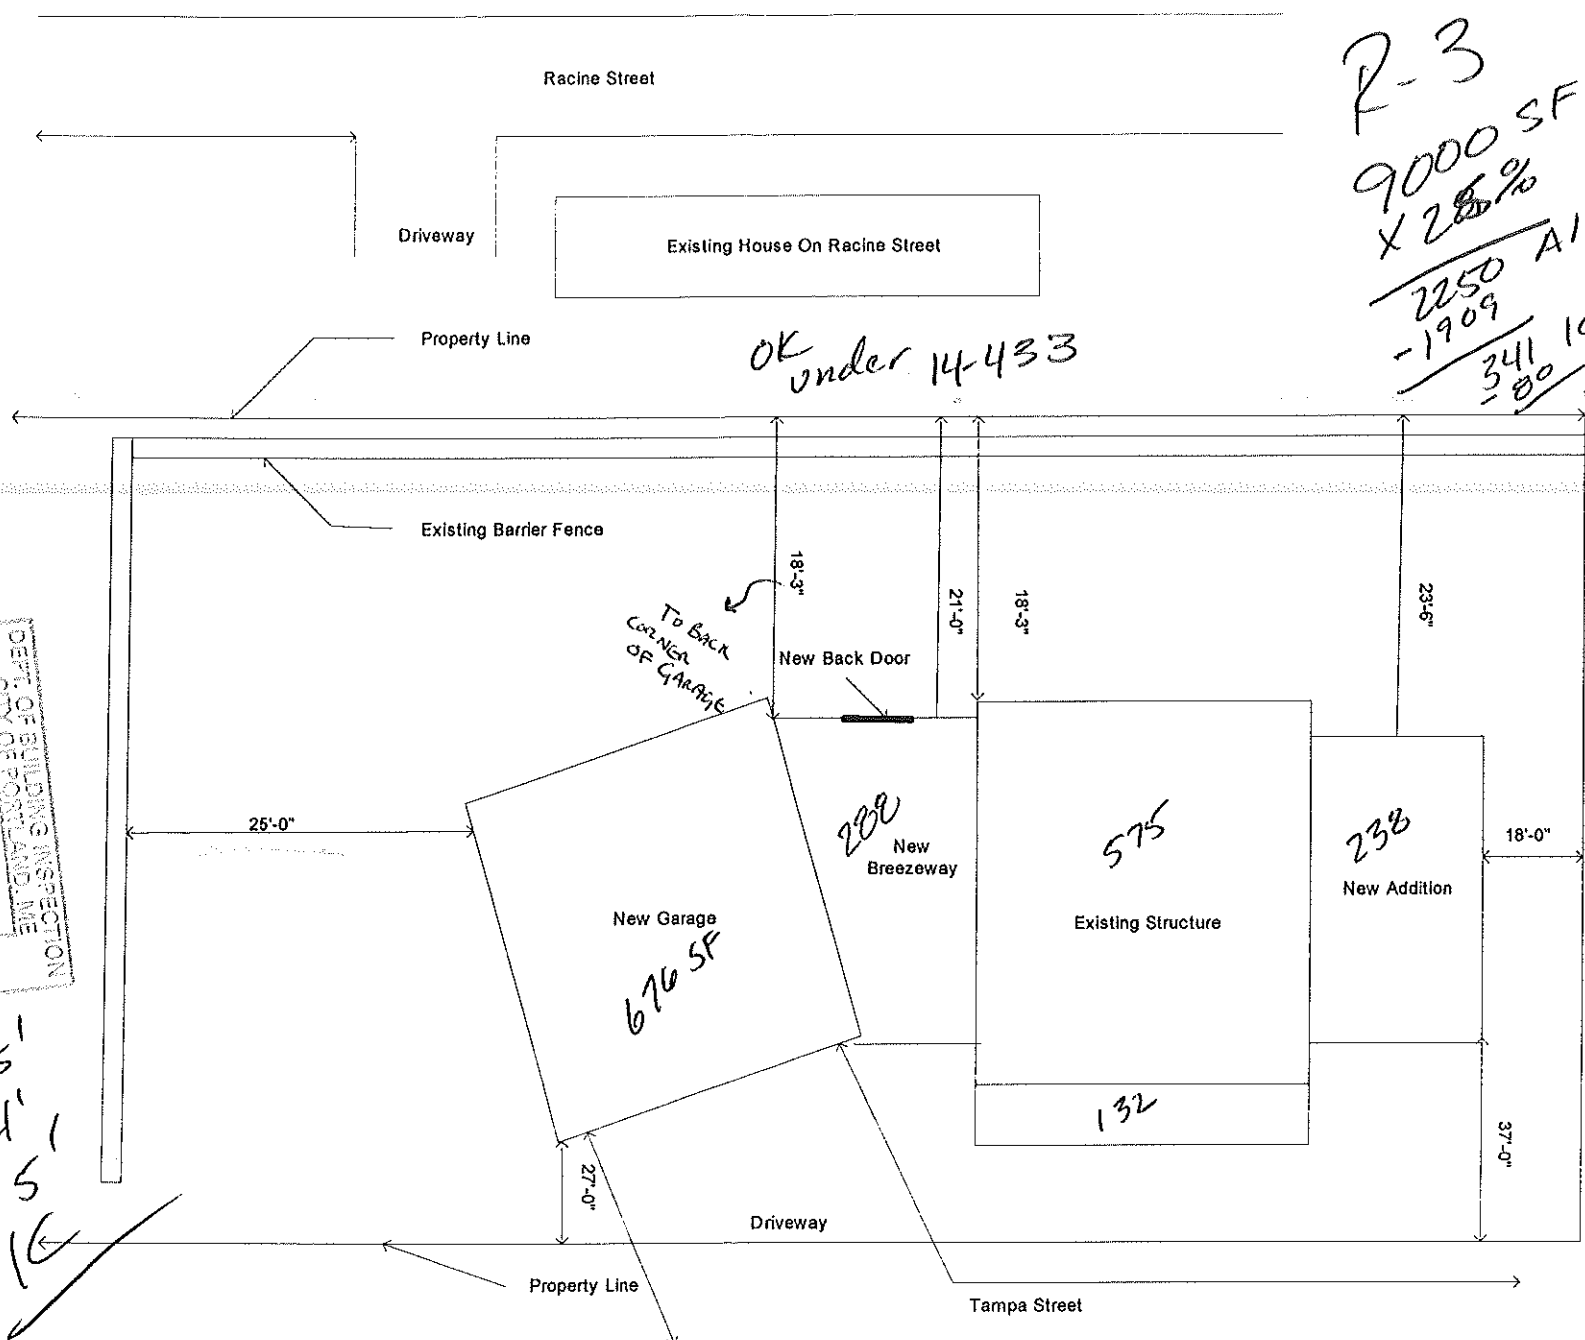 Racine Street
R-3
9000 SF
X 25%
2250
-1909
341
-80
Driveway
Existing House On Racine Street
Property Line
OK
under 14-433
Existing Barrier Fence
18'-3"
21'-0"
18'-3"
23'-6"
TO BACK
CORNER
OF GARAGE
New Back Door
DEPT. OF BUILDING INSPECTION
CITY OF PORTLAND, ME
25'-0"
288
New
Breezeway
575
Existing Structure
238
New Addition
18'-0"
New Garage
676 SF
132
5'
27'-0"
37'-0"
Driveway
Property Line
Tampa Street